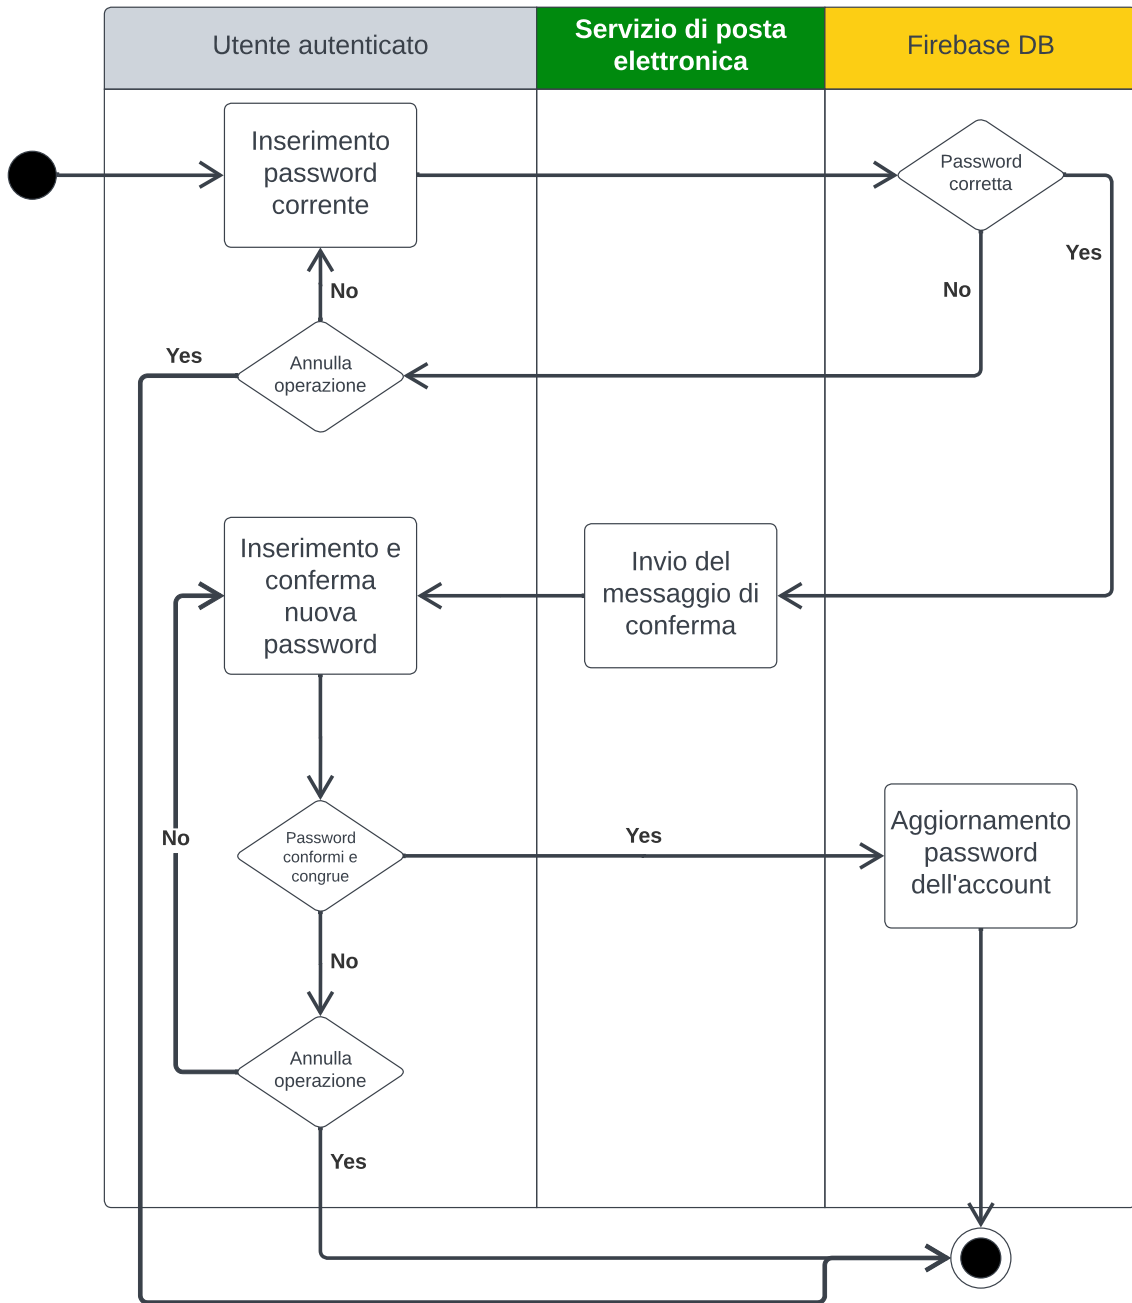 Utente autenticato
Servizio di posta
elettronica
Firebase DB
Inserimento
password
corrente
Password
corretta
Yes
No
No
Yes
Annulla
operazione
Inserimento e
conferma
nuova
password
Invio del
messaggio di
conferma
No
Password
conformi e
congrue
Yes
Aggiornamento
password
dell'account
No
Annulla
operazione
Yes